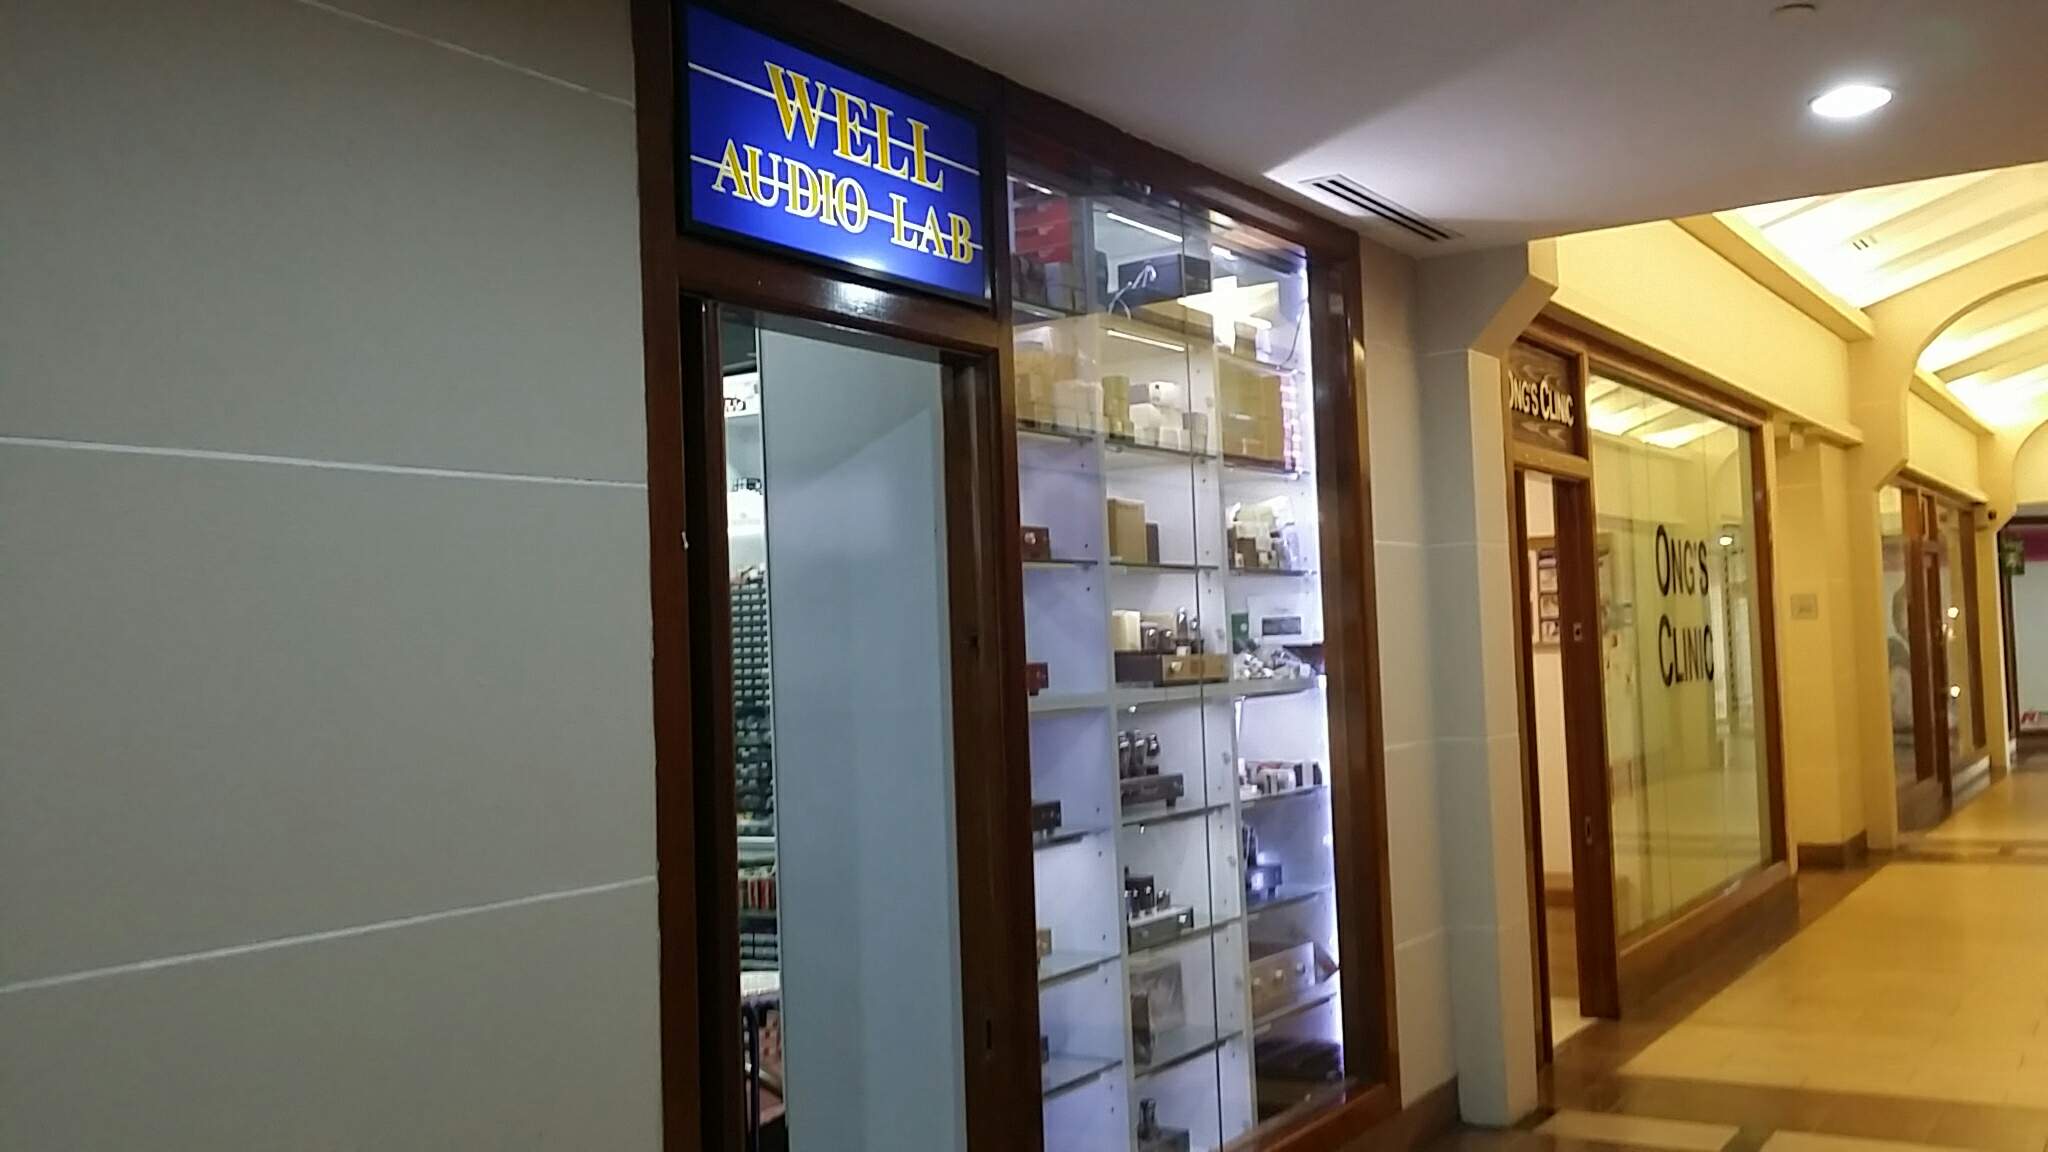 WELL
AUDIO LAB
ONG'S CLINIC
ONG'S
CLINIC